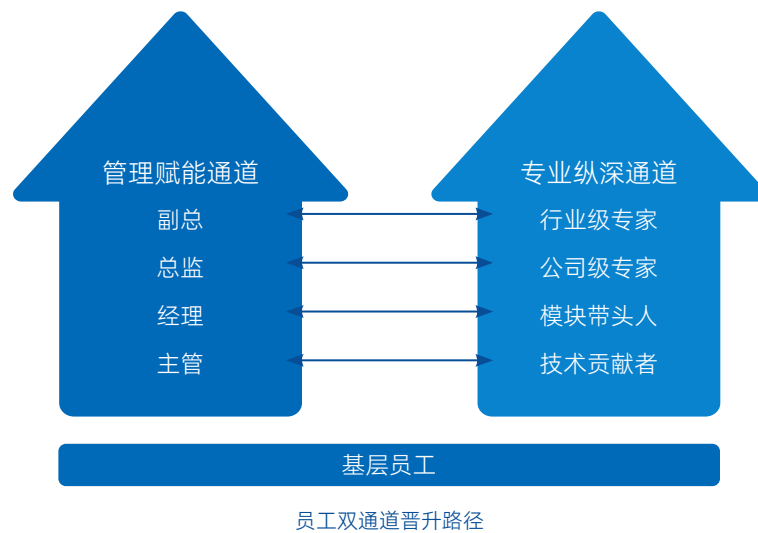 管理赋能通道
副总
总监
经理
主管
专业纵深通道
行业级专家
公司级专家
模块带头人
技术贡献者
基层员工
员工双通道晋升路径